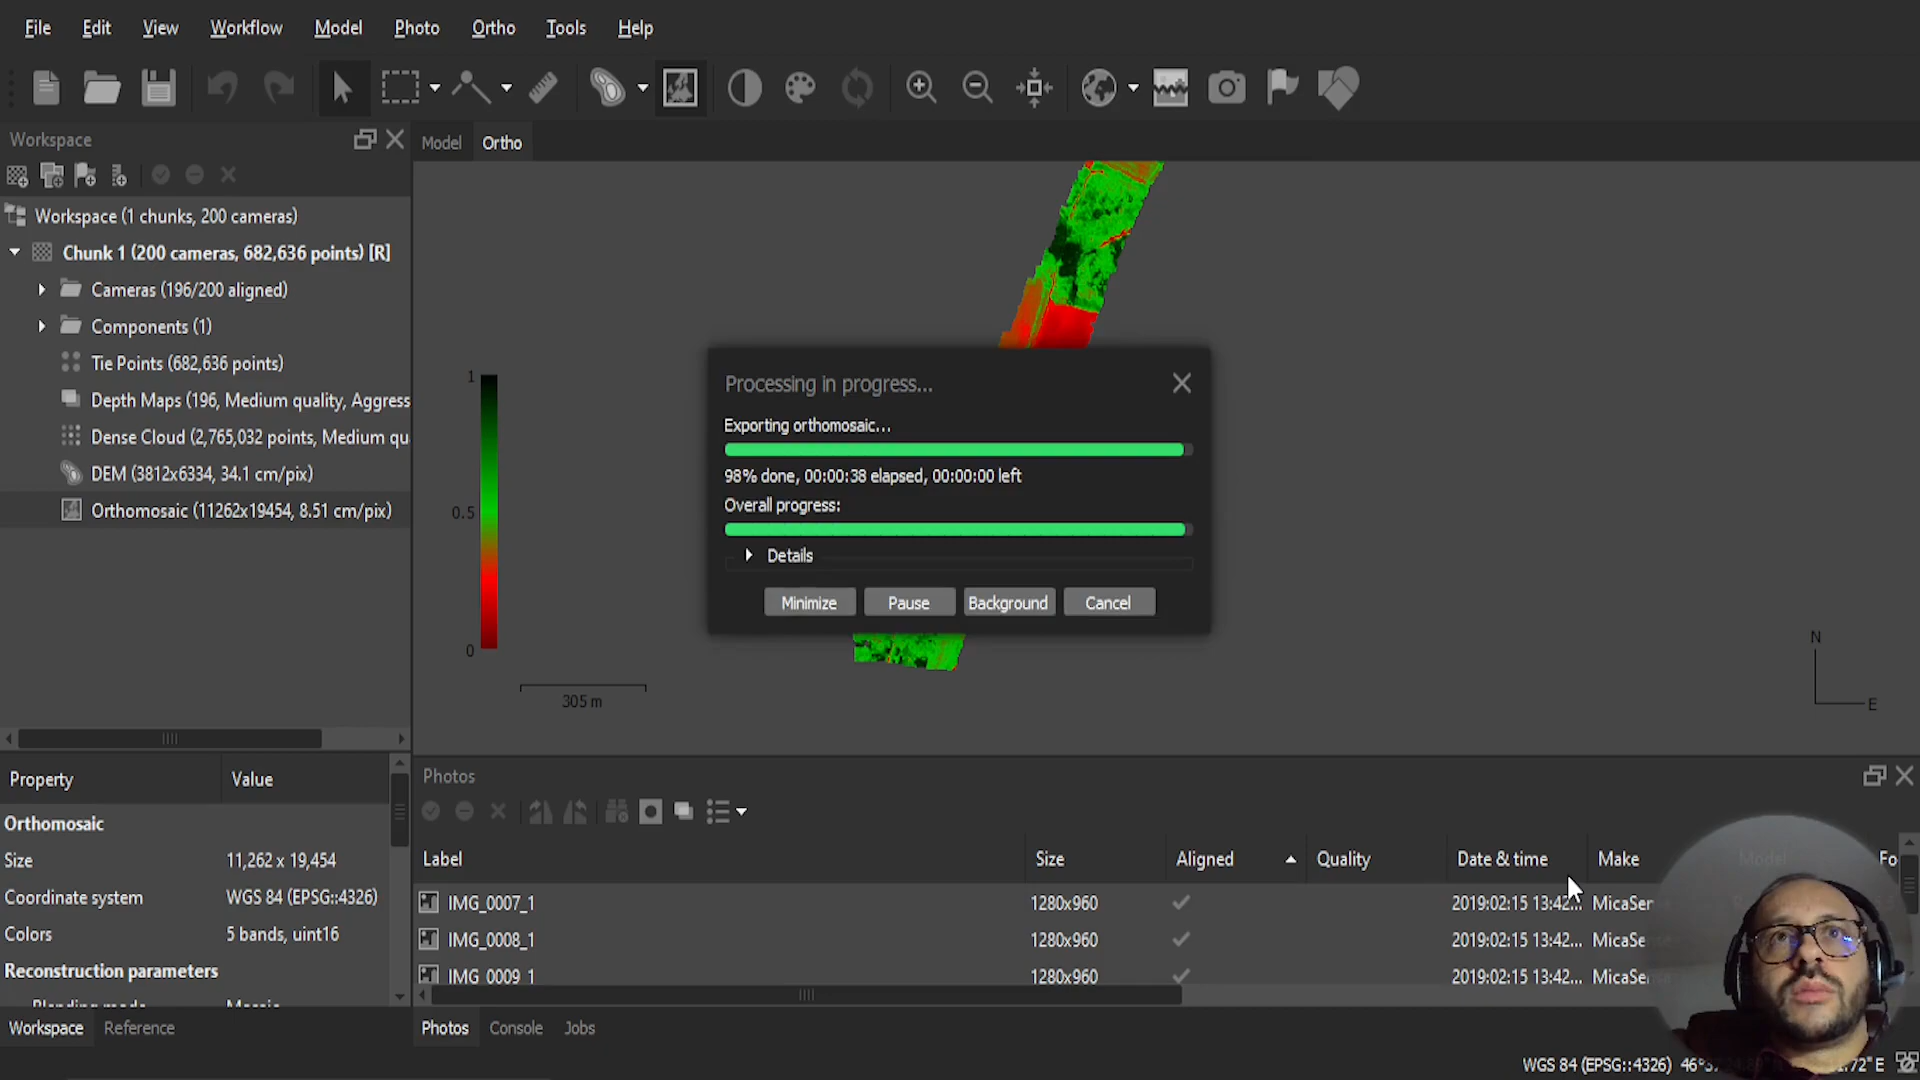 File Edit View Workflow Model Photo Ortho Tools Help
Workspace
Model Ortho
Workspace (1 chunks, 200 cameras)
Chunk 1 (200 cameras, 682,636 points) [R]
Cameras (196/200 aligned)
Components (1)
Tie Points (682,636 points)
Depth Maps (196, Medium quality, Aggress
Dense Cloud (2,765,032 points, Medium qu
DEM (3812x6334, 34.1 cm/pix)
Orthomosaic (11262x19454, 8.51 cm/pix)
1
0.5
0
305 m
N
E
Processing in progress...
Exporting orthomosaic...
98% done, 00:00:38 elapsed, 00:00:00 left
Overall progress:
Details
Minimize Pause Background Cancel
Property Value
Orthomosaic
Size 11,262 x 19,454
Coordinate system WGS 84 (EPSG::4326)
Colors 5 bands, uint16
Reconstruction parameters
Blending mode Mosaic
Workspace Reference
Photos
Label Size Aligned Quality Date & time Make Model Fo
IMG_0007_1 1280x960 2019:02:15 13:42... MicaSen
IMG_0008_1 1280x960 2019:02:15 13:42... MicaSe
IMG_0009_1 1280x960 2019:02:15 13:42... MicaSen
Photos Console Jobs
WGS 84 (EPSG::4326)